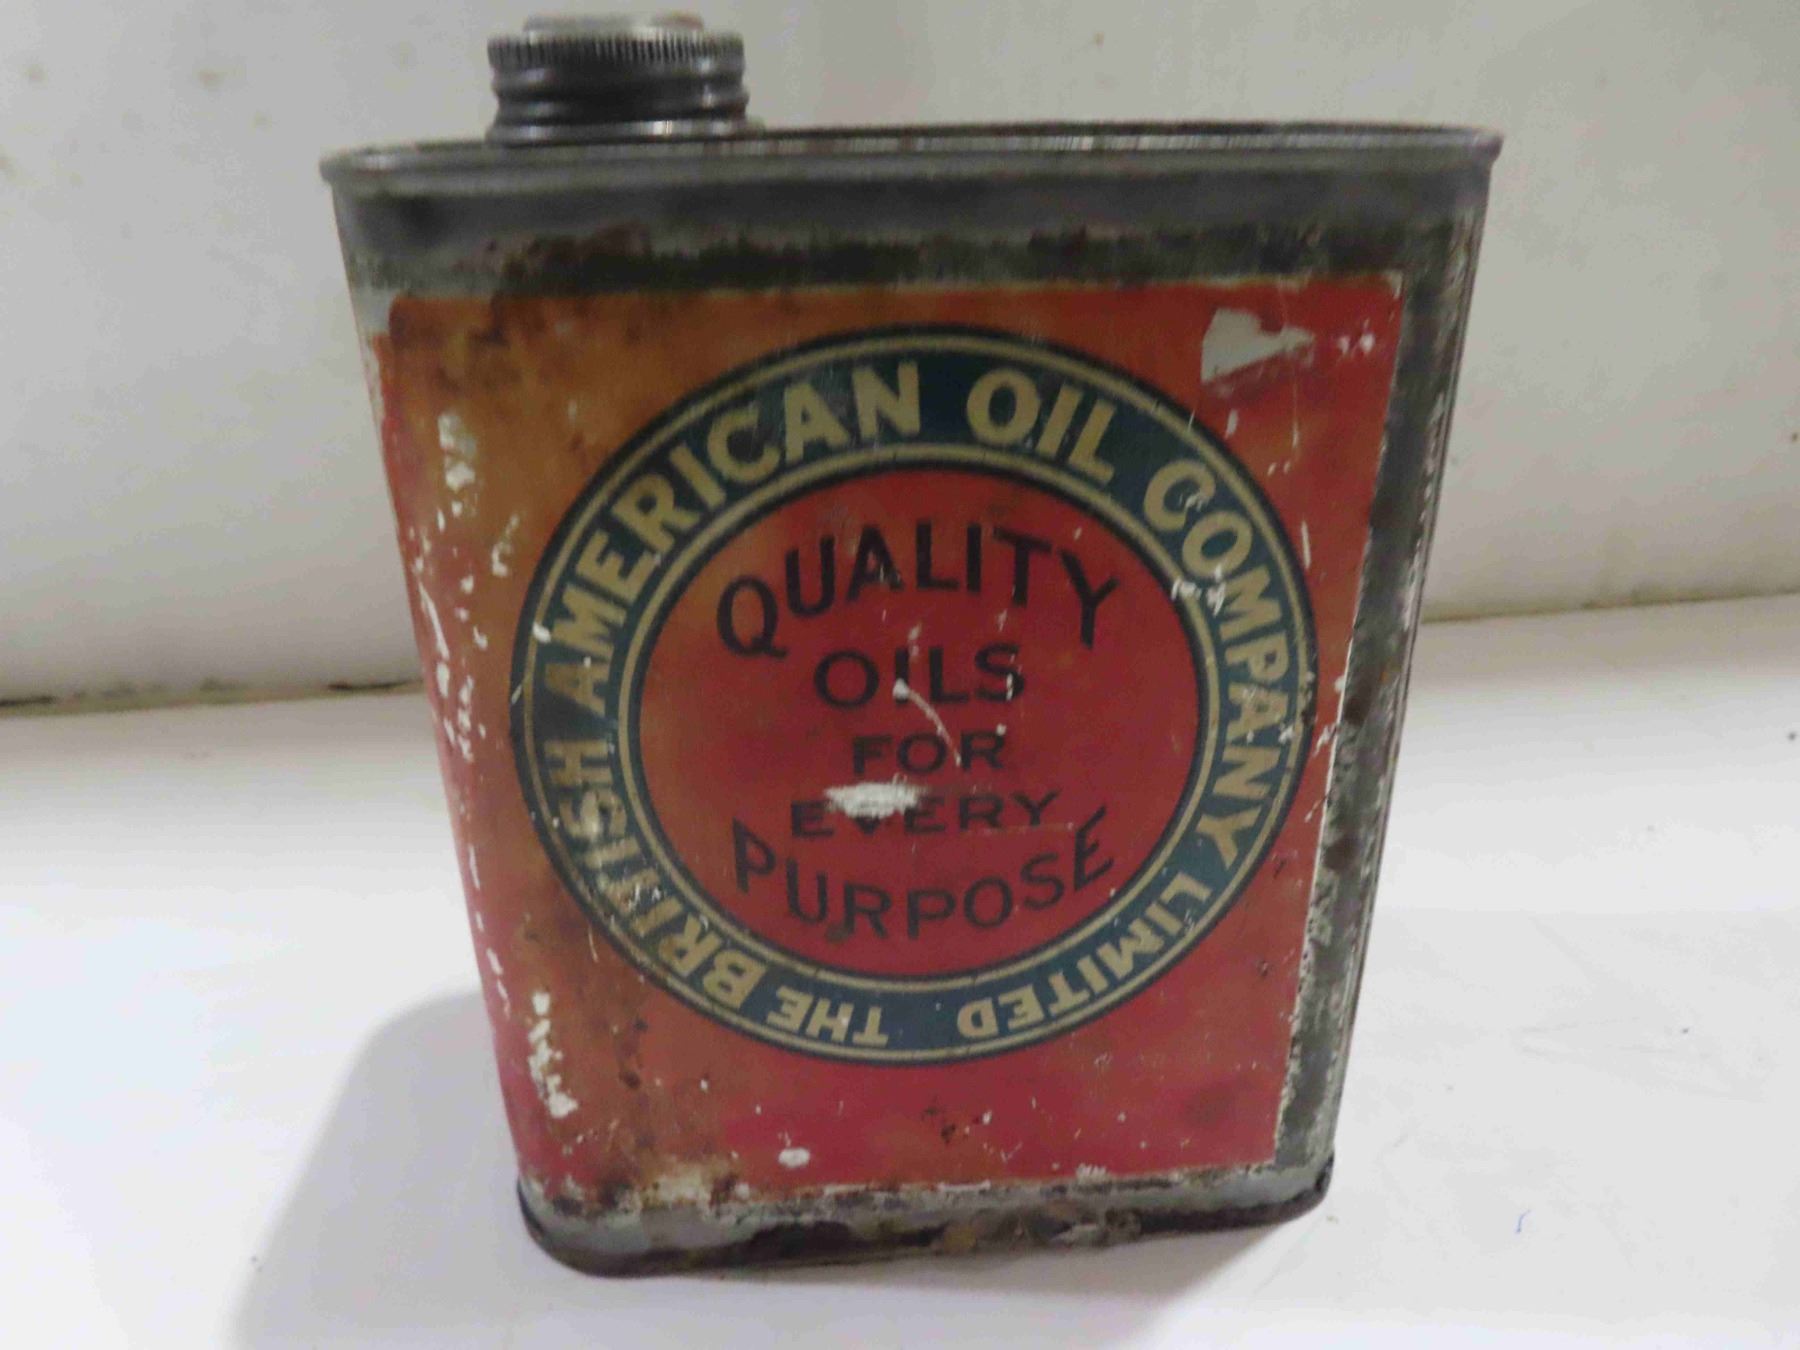 THE BRITISH AMERICAN OIL COMPANY LIMITED
QUALITY
OILS
FOR
EVERY
PURPOSE